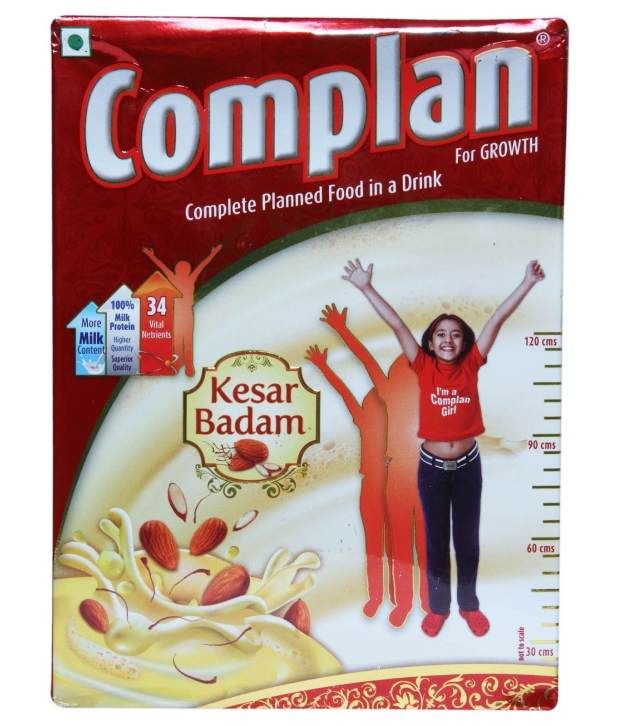 Complan®
For GROWTH
Complete Planned Food in a Drink
More
Milk
Content
100%
Milk
Protein
Higher
Quantity
Superior
Quality
34
Vital
Netrients
Kesar
Badam
I'm a
Complan
Girl
120 cms
90 cms
60 cms
30 cms
not to scale